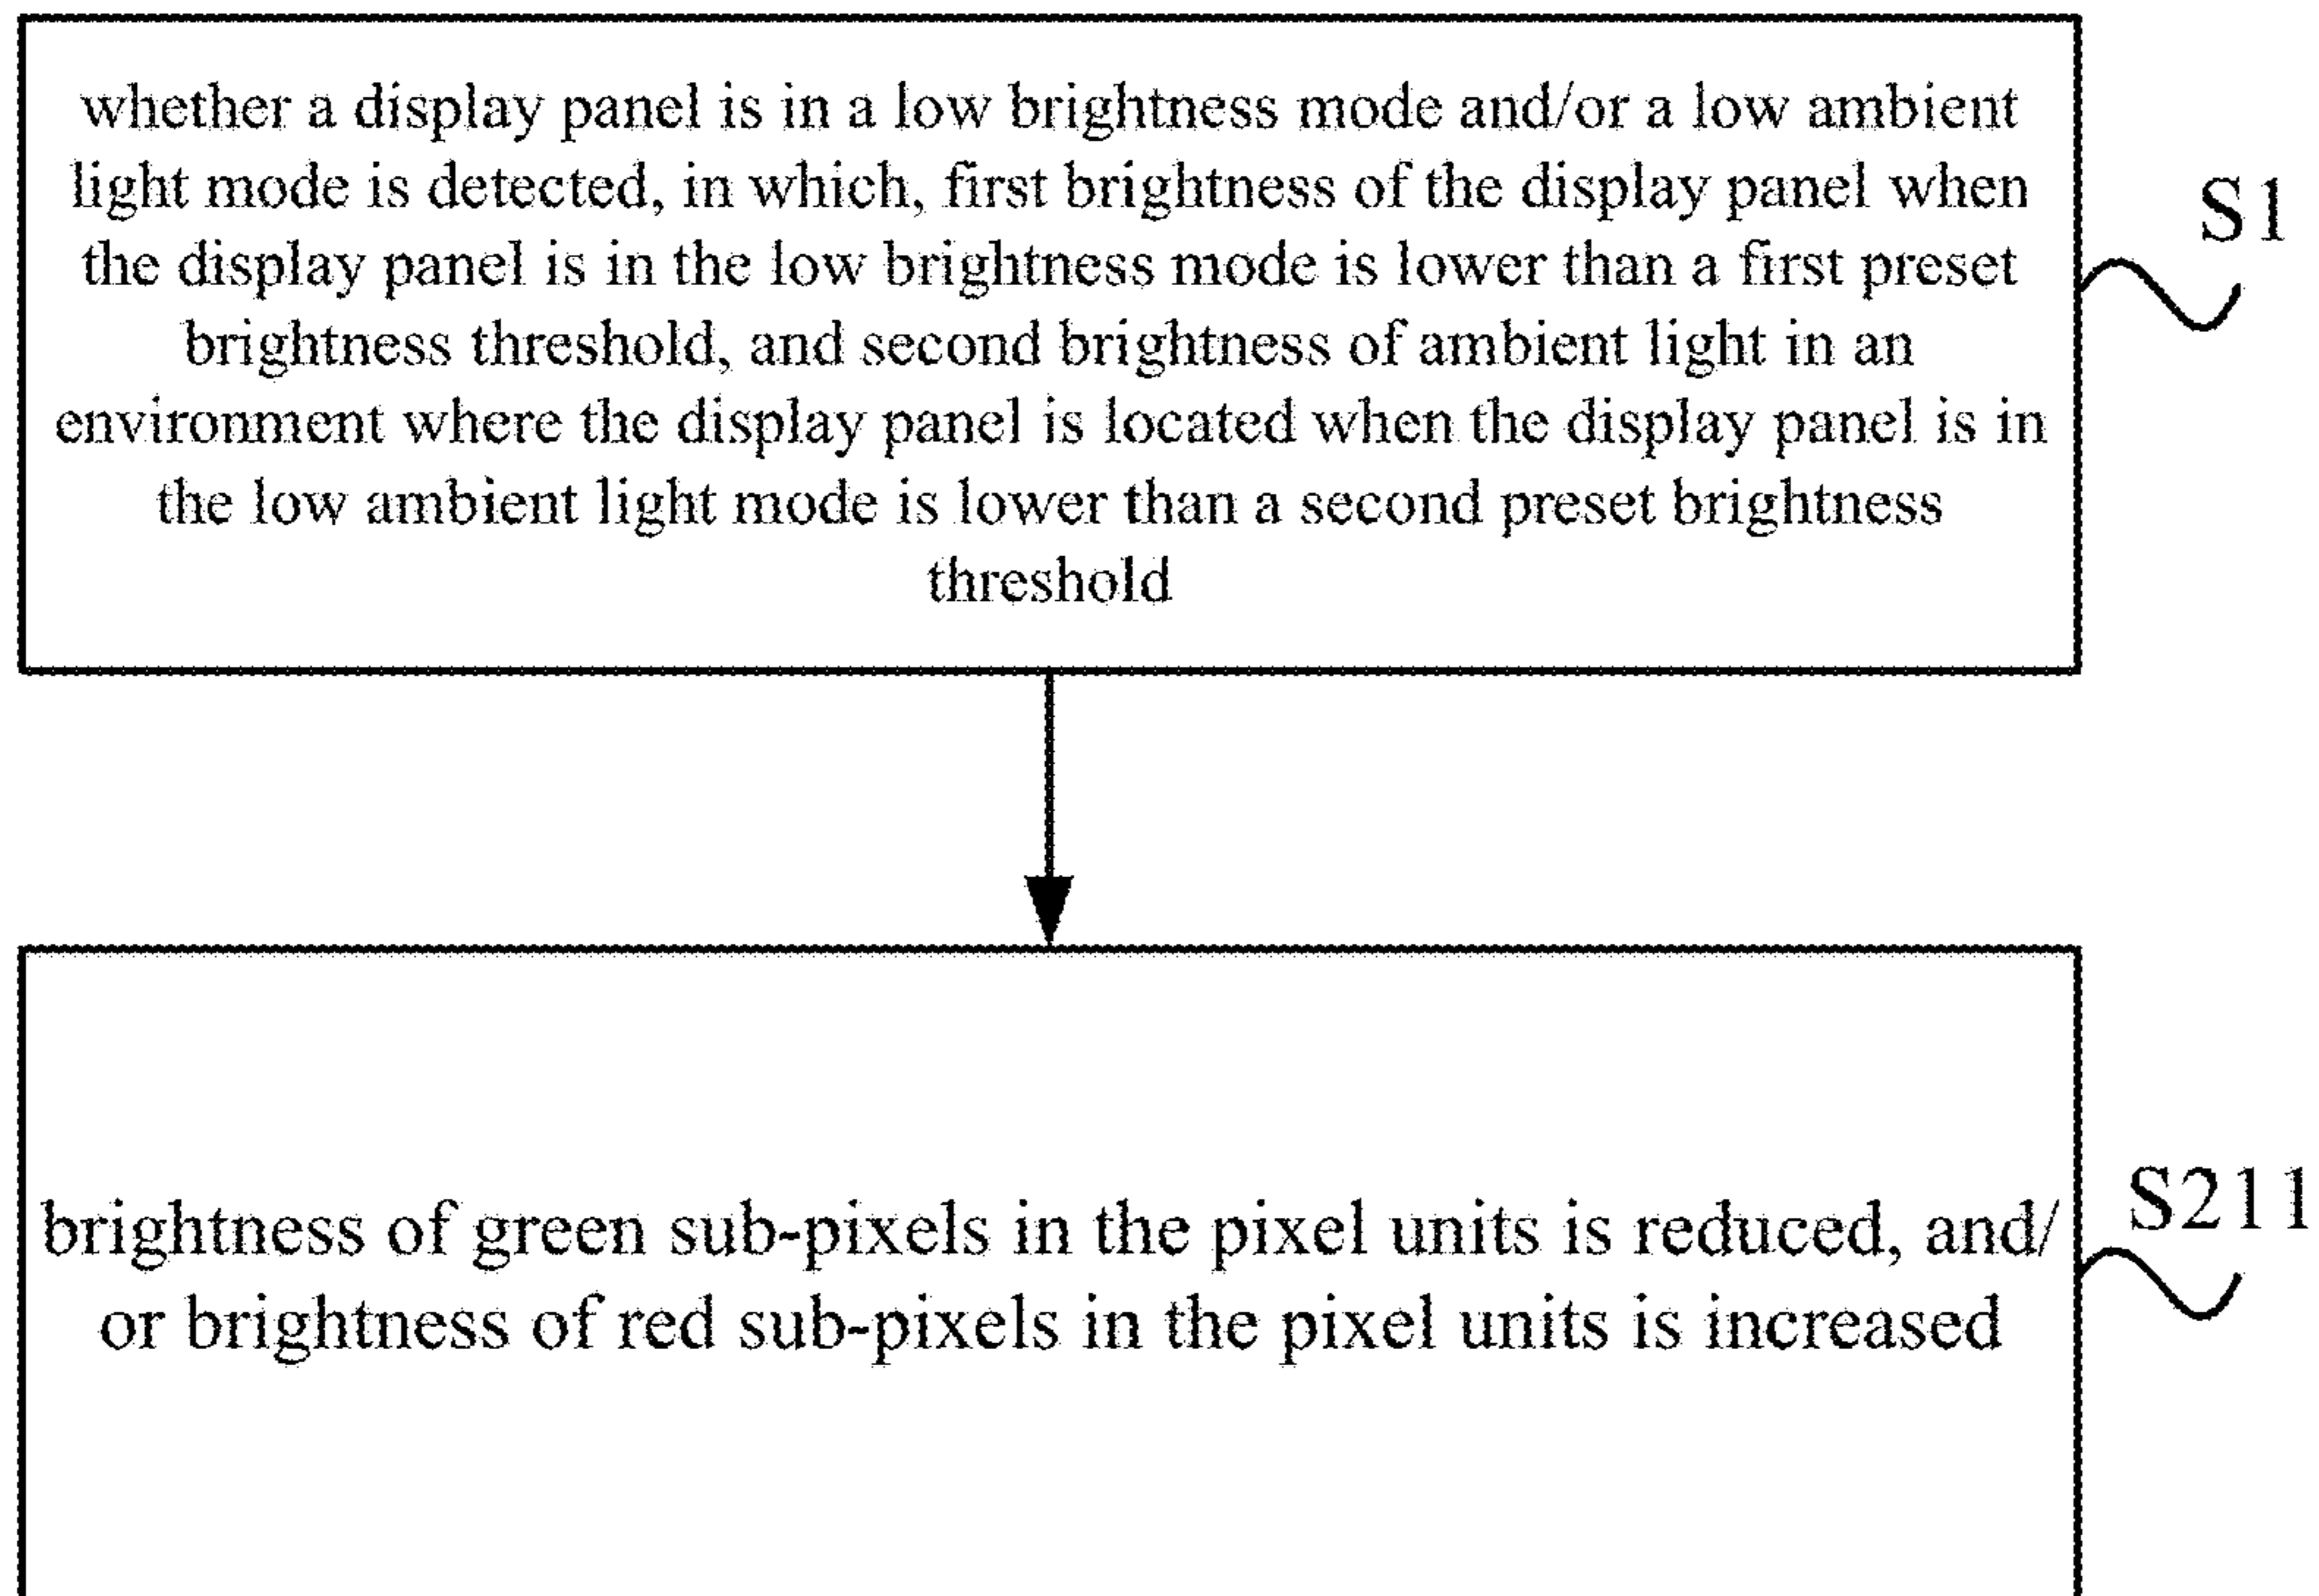 whether a display panel is in a low brightness mode and/or a low ambient
light mode is detected, in which, first brightness of the display panel when
the display panel is in the low brightness mode is lower than a first preset
brightness threshold, and second brightness of ambient light in an
environment where the display panel is located when the display panel is in
the low ambient light mode is lower than a second preset brightness
threshold
S1
brightness of green sub-pixels in the pixel units is reduced, and/
or brightness of red sub-pixels in the pixel units is increased
S211